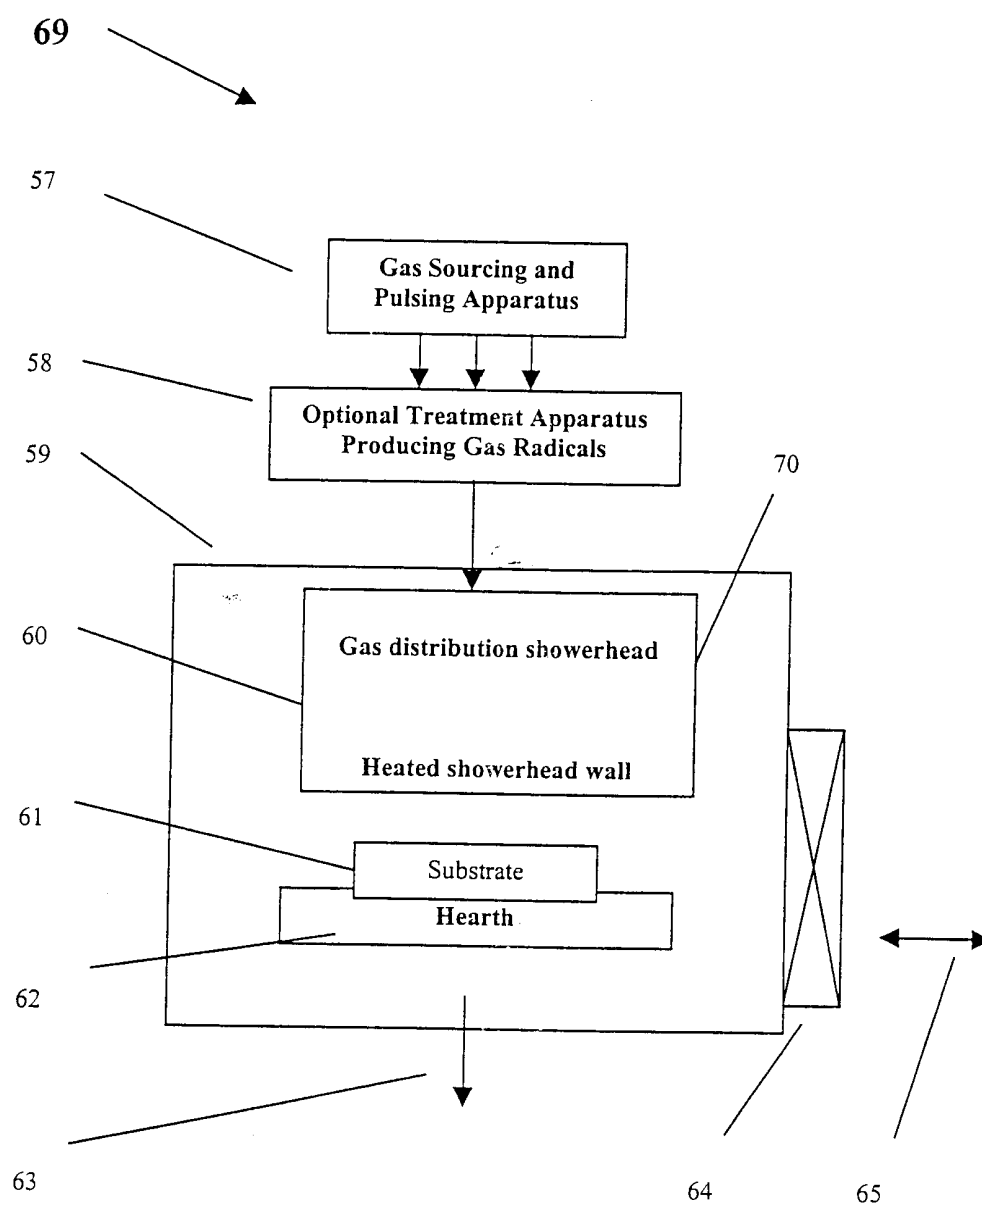 69
57
Gas Sourcing and
Pulsing Apparatus
58
Optional Treatment Apparatus
Producing Gas Radicals
59
70
60
Gas distribution showerhead
Heated showerhead wall
61
Substrate
Hearth
62
63
64
65